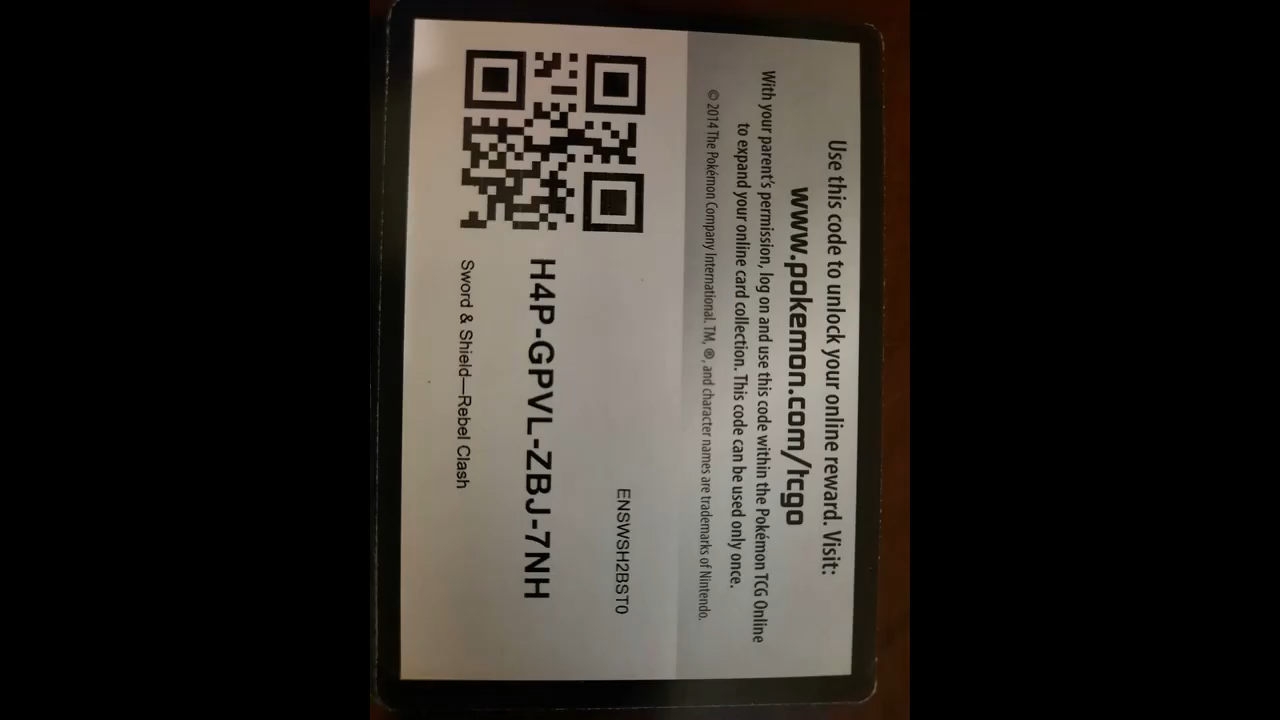 Use this code to unlock your online reward. Visit:
www.pokemon.com/tcgo
With your parent's permission, log on and use this code within the Pokémon TCG Online
to expand your online card collection. This code can be used only once.
© 2014 The Pokémon Company International. TM, ®, and character names are trademarks of Nintendo.
ENSWSH2BST0
H4P-GPVL-ZBJ-7NH
Sword & Shield—Rebel Clash